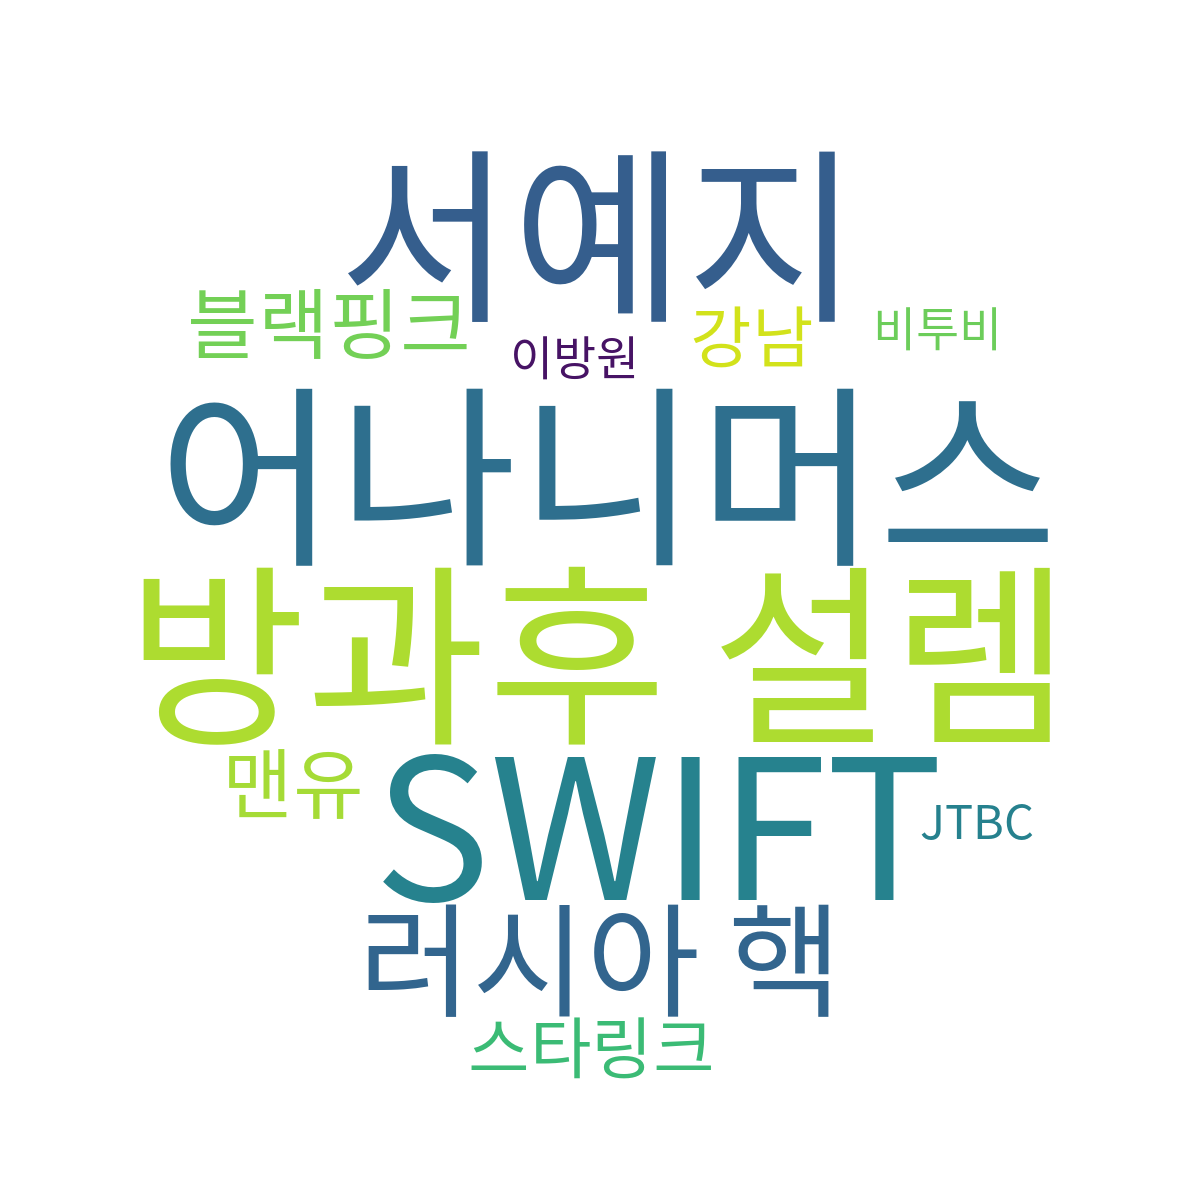 서예지
블랙핑크
이방원
강남
비투비
어나니머스
방과후 설렘
맨유
SWIFT
JTBC
러시아 핵
스타링크